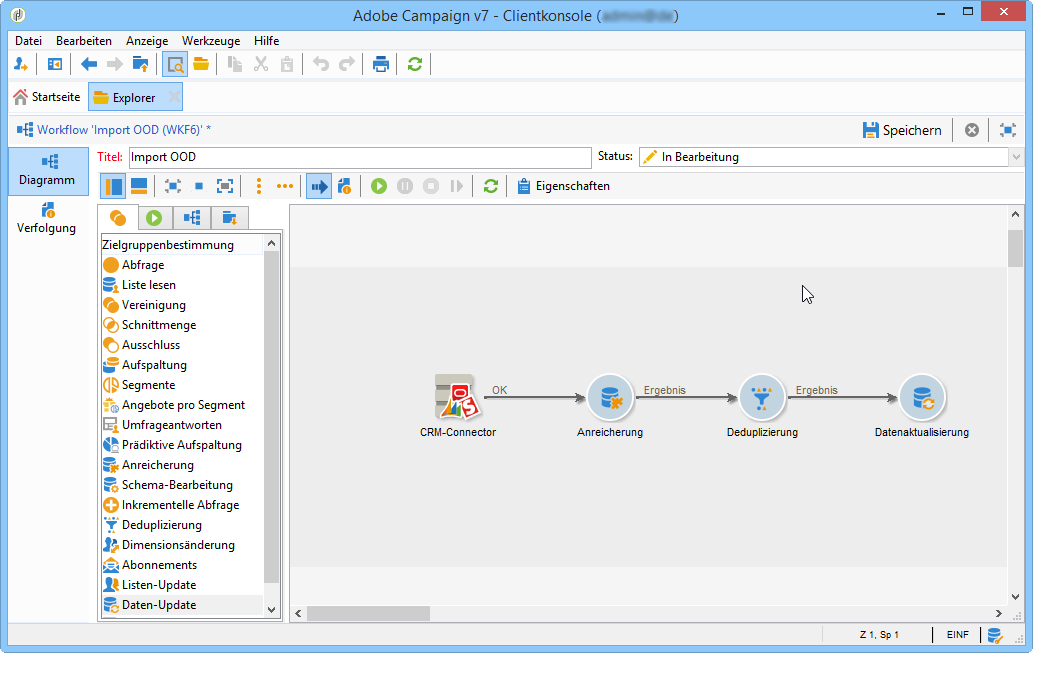 Adobe Campaign v7 - Clientkonsole ( )
Datei Bearbeiten Anzeige Werkzeuge Hilfe
Startseite Explorer
Workflow 'Import OOD (WKF6)' * Speichern
Diagramm
Verfolgung
Titel: Import OOD Status: In Bearbeitung
Eigenschaften
Zielgruppenbestimmung
Abfrage
Liste lesen
Vereinigung
Schnittmenge
Ausschluss
Aufspaltung
Segmente
Angebote pro Segment
Umfrageantworten
Prädiktive Aufspaltung
Anreicherung
Schema-Bearbeitung
Inkrementelle Abfrage
Deduplizierung
Dimensionsänderung
Abonnements
Listen-Update
Daten-Update
OK Ergebnis Ergebnis
CRM-Connector Anreicherung Deduplizierung Datenaktualisierung
Z 1, Sp 1 EINF